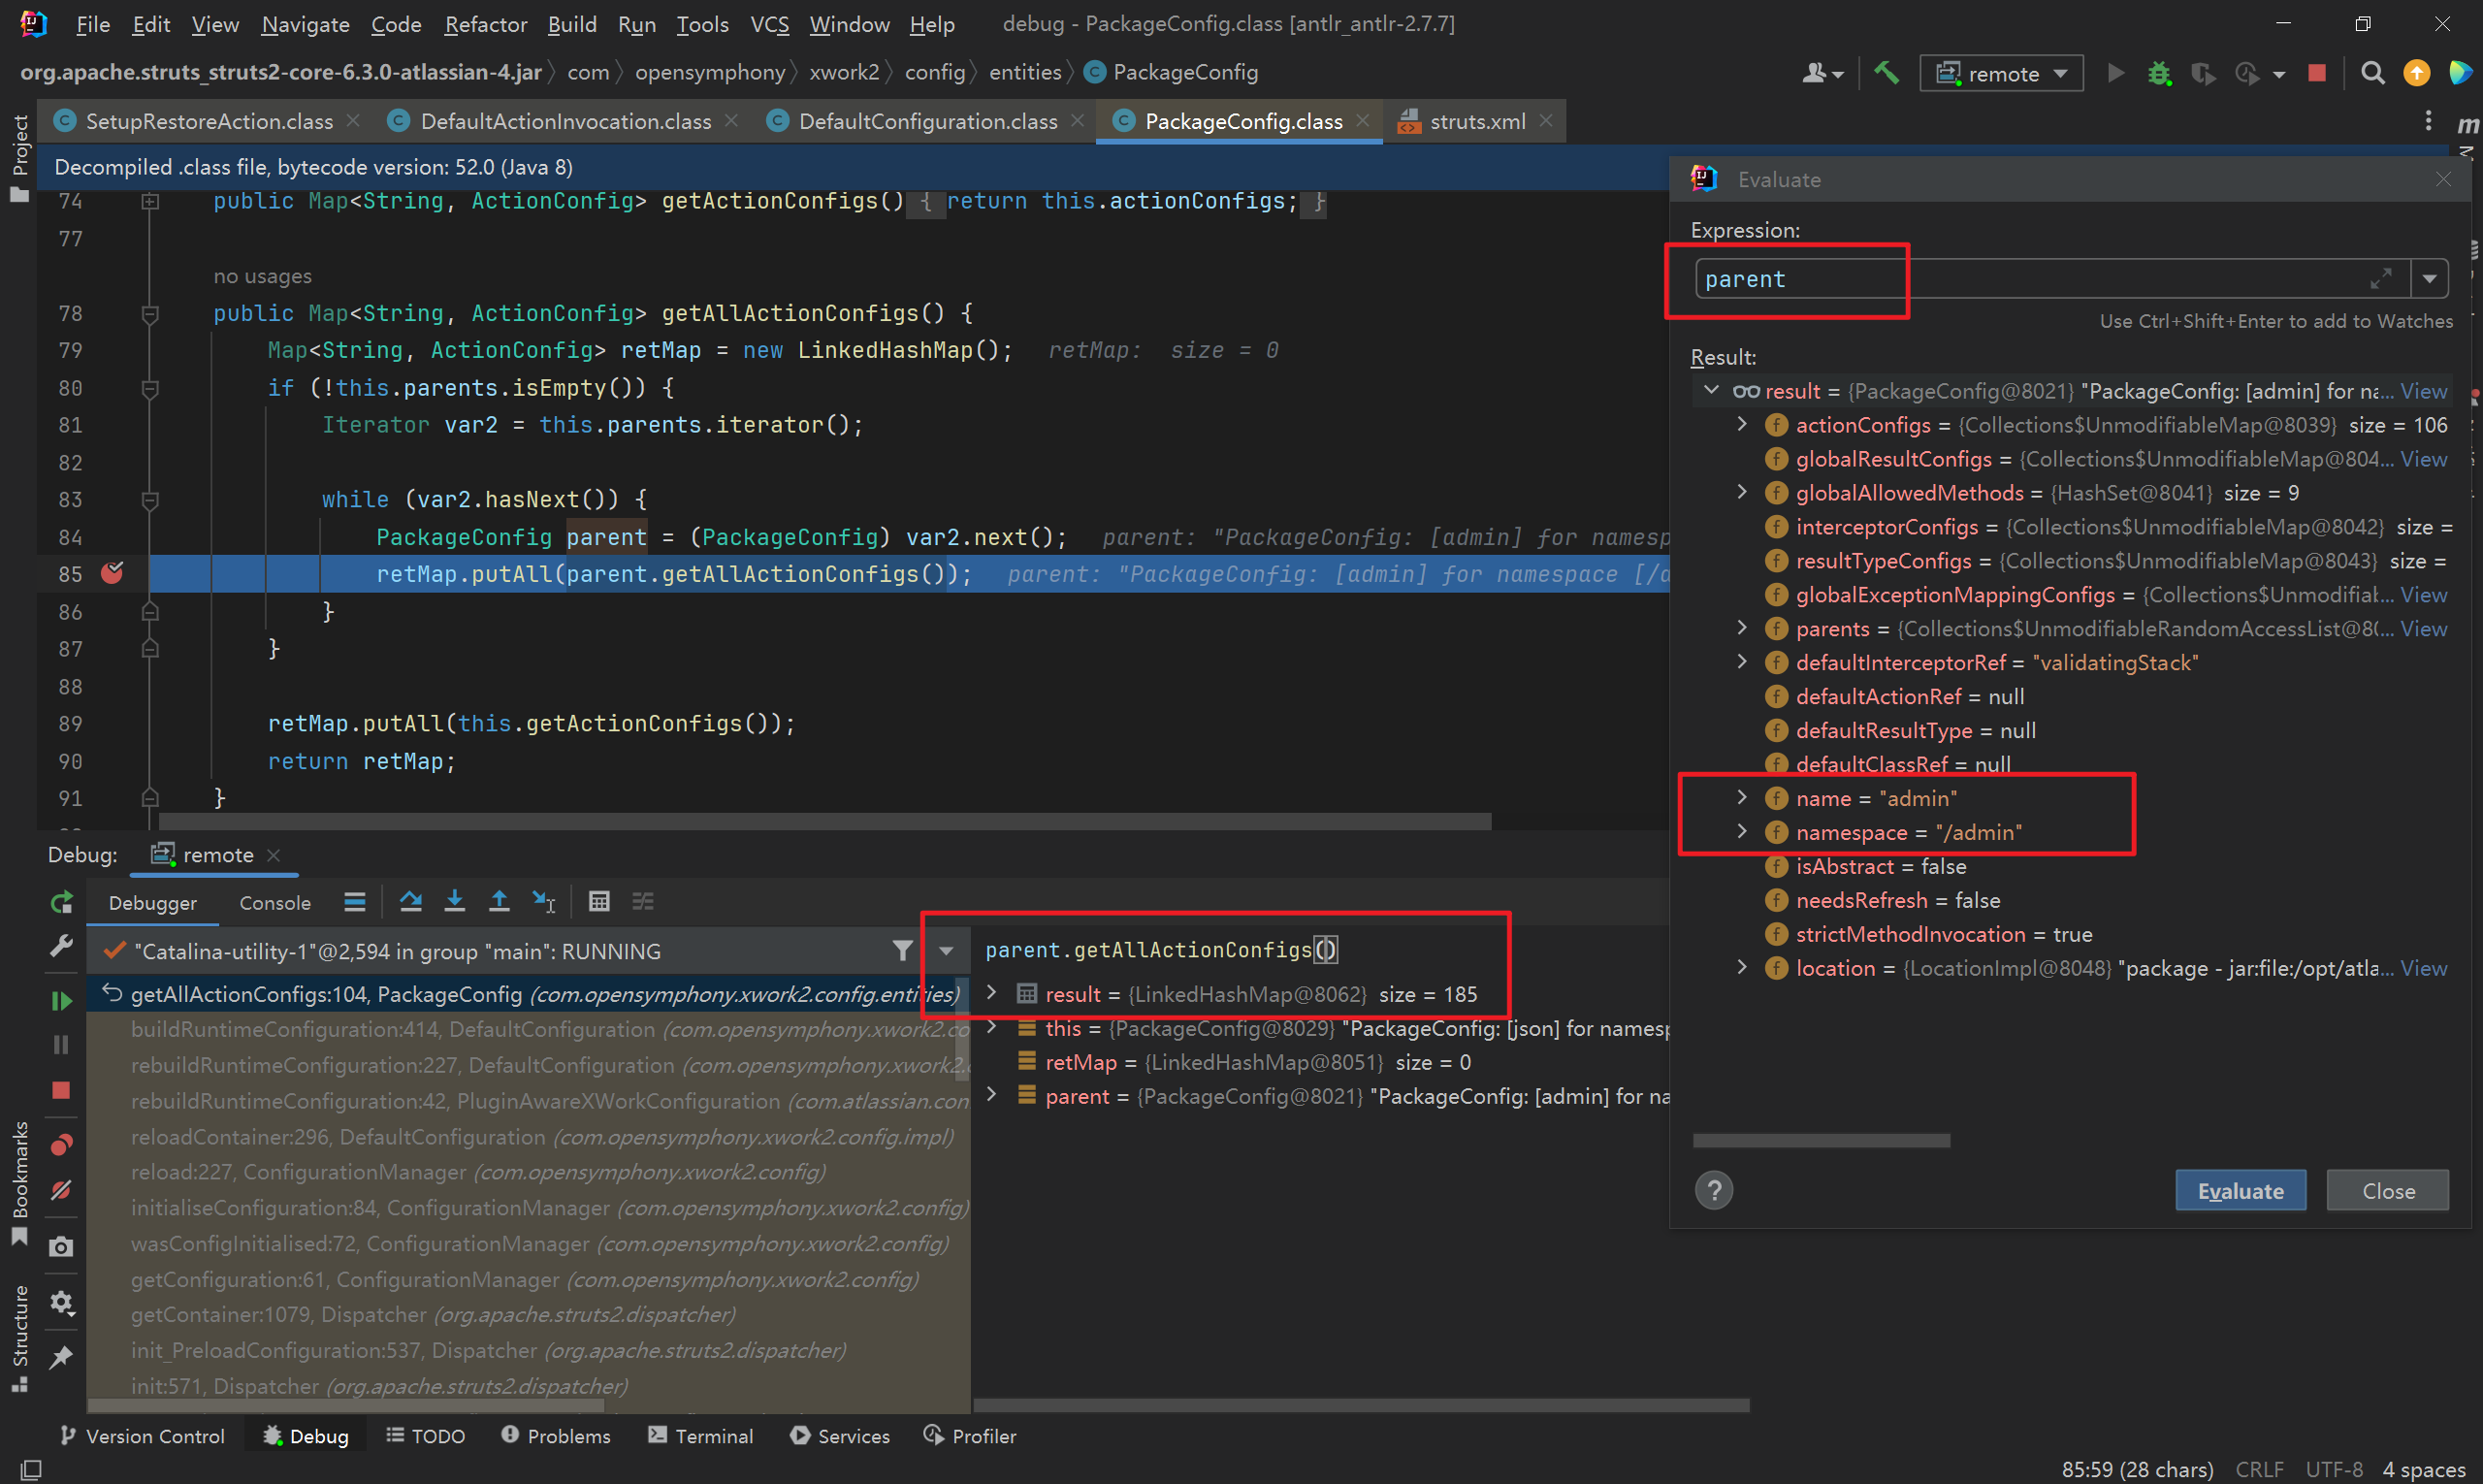 File Edit View Navigate Code Refactor Build Run Tools VCS Window Help debug - PackageConfig.class [antlr_antlr-2.7.7]
org.apache.struts_struts2-core-6.3.0-atlassian-4.jar com opensymphony xwork2 config entities PackageConfig
remote
SetupRestoreAction.class DefaultActionInvocation.class DefaultConfiguration.class PackageConfig.class struts.xml
Project
Decompiled .class file, bytecode version: 52.0 (Java 8)
74 public Map<String, ActionConfig> getActionConfigs() { return this.actionConfigs; }
77
no usages
78 public Map<String, ActionConfig> getAllActionConfigs() {
79 Map<String, ActionConfig> retMap = new LinkedHashMap(); retMap: size = 0
80 if (!this.parents.isEmpty()) {
81 Iterator var2 = this.parents.iterator();
82
83 while (var2.hasNext()) {
84 PackageConfig parent = (PackageConfig) var2.next(); parent: "PackageConfig: [admin] for namesp
85 retMap.putAll(parent.getAllActionConfigs()); parent: "PackageConfig: [admin] for namespace [/a
86 }
87 }
88
89 retMap.putAll(this.getActionConfigs());
90 return retMap;
91 }
Evaluate
Expression:
parent
Use Ctrl+Shift+Enter to add to Watches
Result:
result = {PackageConfig@8021} "PackageConfig: [admin] for na... View
actionConfigs = {Collections$UnmodifiableMap@8039} size = 106
globalResultConfigs = {Collections$UnmodifiableMap@804... View
globalAllowedMethods = {HashSet@8041} size = 9
interceptorConfigs = {Collections$UnmodifiableMap@8042} size =
resultTypeConfigs = {Collections$UnmodifiableMap@8043} size =
globalExceptionMappingConfigs = {Collections$Unmodifial... View
parents = {Collections$UnmodifiableRandomAccessList@80... View
defaultInterceptorRef = "validatingStack"
defaultActionRef = null
defaultResultType = null
defaultClassRef = null
name = "admin"
namespace = "/admin"
isAbstract = false
needsRefresh = false
strictMethodInvocation = true
location = {LocationImpl@8048} "package - jar:file:/opt/atla... View
Evaluate Close
Debug: remote
Debugger Console
"Catalina-utility-1"@2,594 in group "main": RUNNING
getAllActionConfigs:104, PackageConfig (com.opensymphony.xwork2.config.entities)
buildRuntimeConfiguration:414, DefaultConfiguration (com.opensymphony.xwork2.co
rebuildRuntimeConfiguration:227, DefaultConfiguration (com.opensymphony.xwork2.
rebuildRuntimeConfiguration:42, PluginAwareXWorkConfiguration (com.atlassian.con
reloadContainer:296, DefaultConfiguration (com.opensymphony.xwork2.config.impl)
reload:227, ConfigurationManager (com.opensymphony.xwork2.config)
initialiseConfiguration:84, ConfigurationManager (com.opensymphony.xwork2.config)
wasConfigInitialised:72, ConfigurationManager (com.opensymphony.xwork2.config)
getConfiguration:61, ConfigurationManager (com.opensymphony.xwork2.config)
getContainer:1079, Dispatcher (org.apache.struts2.dispatcher)
init_PreloadConfiguration:537, Dispatcher (org.apache.struts2.dispatcher)
init:571, Dispatcher (org.apache.struts2.dispatcher)
parent.getAllActionConfigs()
result = {LinkedHashMap@8062} size = 185
this = {PackageConfig@8029} "PackageConfig: [json] for namesp
retMap = {LinkedHashMap@8051} size = 0
parent = {PackageConfig@8021} "PackageConfig: [admin] for na
Bookmarks
Structure
Version Control Debug TODO Problems Terminal Services Profiler
85:59 (28 chars) CRLF UTF-8 4 spaces